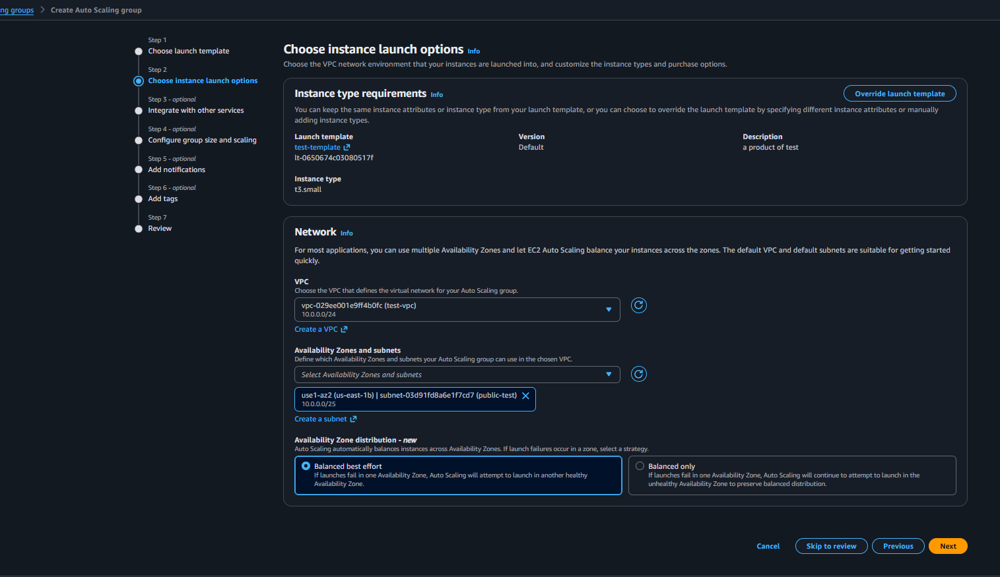 ng groups > Create Auto Scaling group
Step 1
Choose launch template
Step 2
Choose instance launch options
Step 3 - optional
Integrate with other services
Step 4 - optional
Configure group size and scaling
Step 5 - optional
Add notifications
Step 6 - optional
Add tags
Step 7
Review
Choose instance launch options Info
Choose the VPC network environment that your instances are launched into, and customize the instance types and purchase options.
Instance type requirements Info
Override launch template
You can keep the same instance attributes or instance type from your launch template, or you can choose to override the launch template by specifying different instance attributes or manually
adding instance types.
Launch template
test-template
lt-0650674c03080517f
Version
Default
Description
a product of test
Instance type
t3.small
Network Info
For most applications, you can use multiple Availability Zones and let EC2 Auto Scaling balance your instances across the zones. The default VPC and default subnets are suitable for getting started
quickly.
VPC
Choose the VPC that defines the virtual network for your Auto Scaling group.
vpc-029ee001e9ff4b0fc (test-vpc)
10.0.0.0/24
Create a VPC
Availability Zones and subnets
Define which Availability Zones and subnets your Auto Scaling group can use in the chosen VPC.
Select Availability Zones and subnets
use1-az2 (us-east-1b) | subnet-03d91fd8a6e1f7cd7 (public-test)
10.0.0.0/25
Create a subnet
Availability Zone distribution - new
Auto Scaling automatically balances instances across Availability Zones. If launch failures occur in a zone, select a strategy.
Balanced best effort
If launches fail in one Availability Zone, Auto Scaling will attempt to launch in another healthy
Availability Zone.
Balanced only
If launches fail in one Availability Zone, Auto Scaling will continue to attempt to launch in the
unhealthy Availability Zone to preserve balanced distribution.
Cancel
Skip to review
Previous
Next